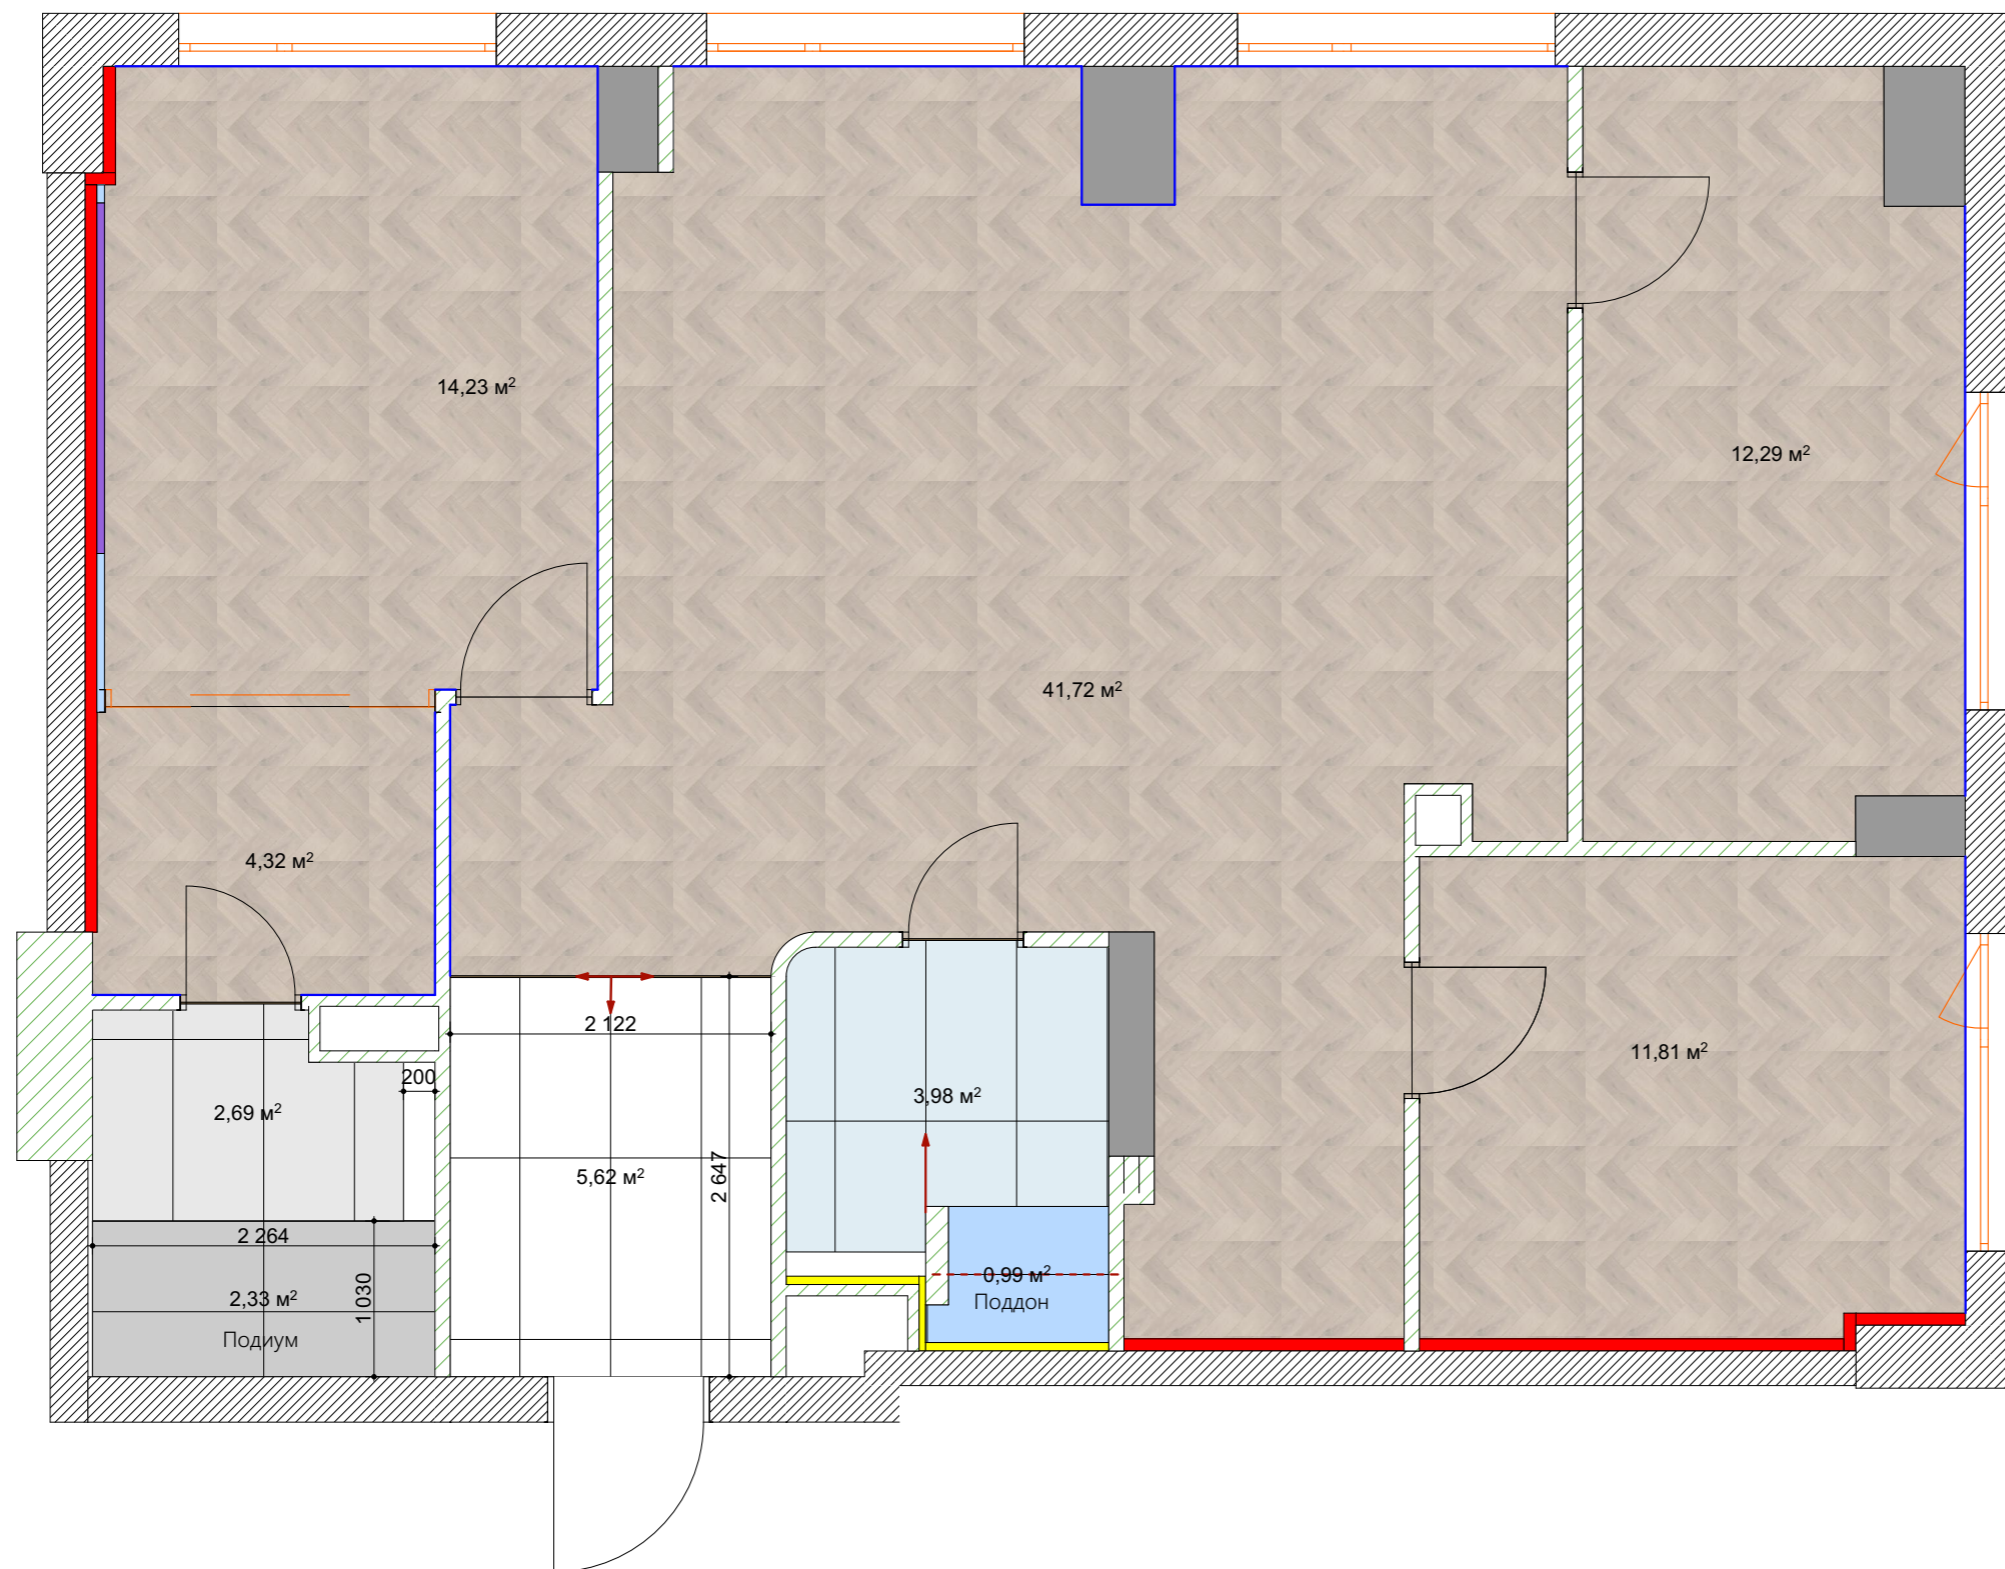 14,23 м²
12,29 м²
41,72 м²
4,32 м²
2 122
11,81 м²
200
3,98 м²
2,69 м²
5,62 м²
2 647
2 264
0,99 м²
Поддон
2,33 м²
1 030
Подиум